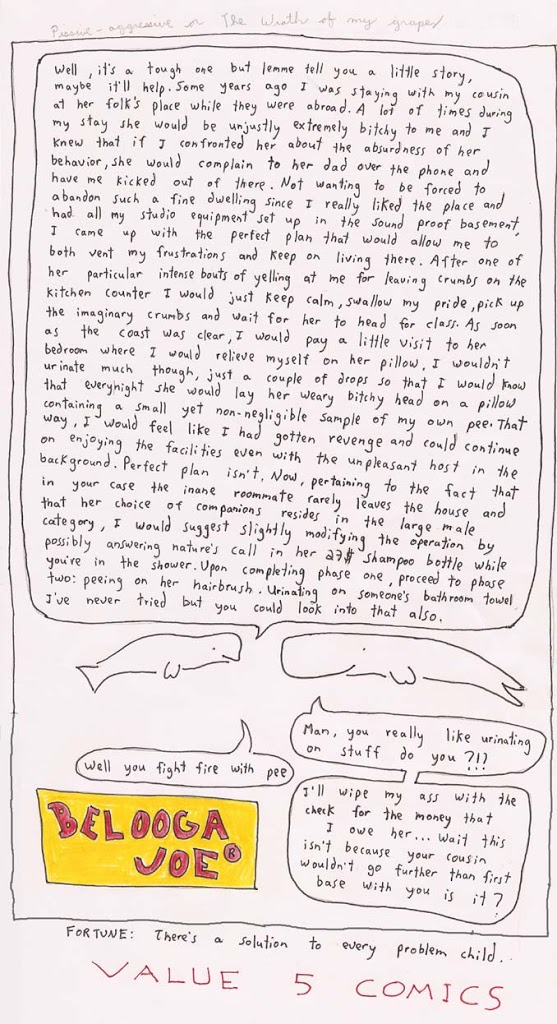 Passive-aggressive or The Wrath of my grapes
Well, it's a tough one but lemme tell you a little story,
maybe it'll help. Some years ago I was staying with my cousin
at her folk's place while they were abroad. A lot of times during
my stay she would be unjustly extremely bitchy to me and I
knew that if I confronted her about the absurdness of her
behavior, she would complain to her dad over the phone and
have me kicked out of there. Not wanting to be forced to
abandon such a fine dwelling since I really liked the place and
had all my studio equipment set up in the sound proof basement,
I came up with the perfect plan that would allow me to
both vent my frustrations and keep on living there. After one of
her particular intense bouts of yelling at me for leaving crumbs on the
kitchen counter I would just keep calm, swallow my pride, pick up
the imaginary crumbs and wait for her to head for class. As soon
as the coast was clear, I would pay a little visit to her
bedroom where I would relieve myself on her pillow. I wouldn't
urinate much though, just a couple of drops so that I would know
that everynight she would lay her weary bitchy head on a pillow
containing a small yet non-negligible sample of my own pee. That
way, I would feel like I had gotten revenge and could continue
on enjoying the facilities even with the unpleasant host in the
background. Perfect plan isn't. Now, pertaining to the fact that
in your case the inane roommate rarely leaves the house and
that her choice of companions resides in the large male
category, I would suggest slightly modifying the operation by
possibly answering nature's call in her 27$ shampoo bottle while
you're in the shower. Upon completing phase one, proceed to phase
two: peeing on her hairbrush. Urinating on someone's bathroom towel
I've never tried but you could look into that also.
Man, you really like urinating
on stuff do you ?!?
Well you fight fire with pee
I'll wipe my ass with the
check for the money that
I owe her... Wait this
isn't because your cousin
wouldn't go further than first
base with you is it?
BELOOGA
JOE®
FORTUNE: There's a solution to every problem child..
VALUE 5 COMICS